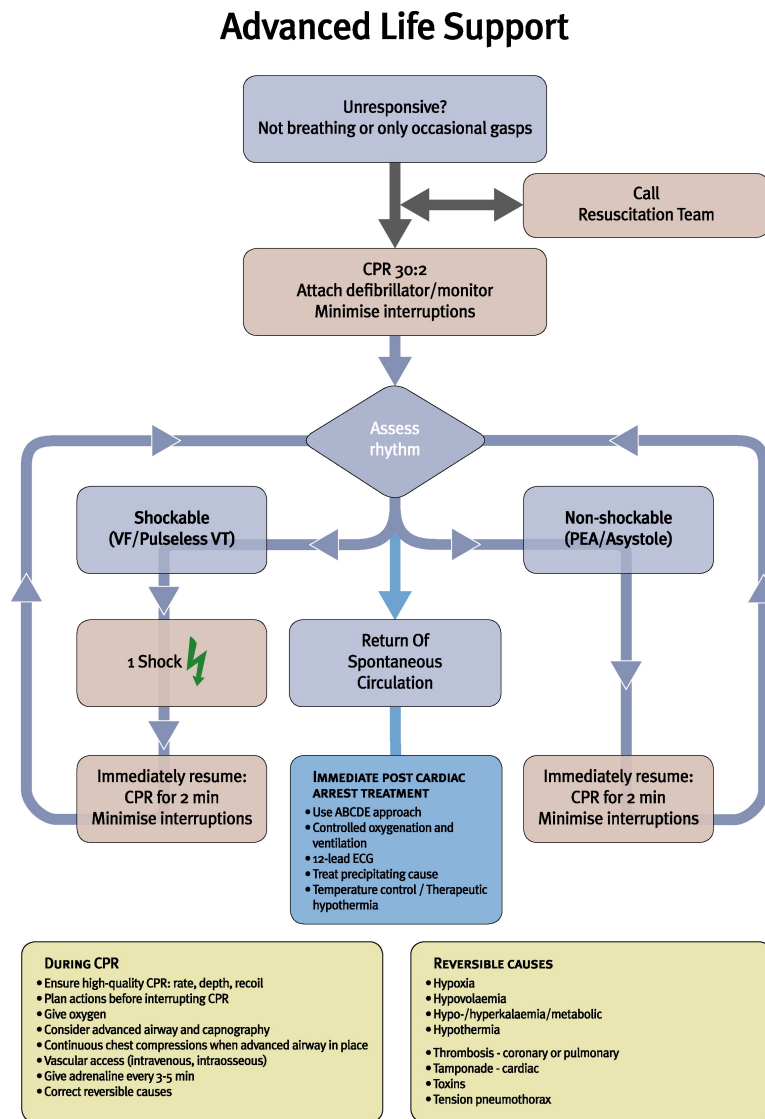 Advanced Life Support
Unresponsive?
Not breathing or only occasional gasps
Call
Resuscitation Team
CPR 30:2
Attach defibrillator/monitor
Minimise interruptions
Assess
rhythm
Shockable
(VF/Pulseless VT)
Non-shockable
(PEA/Asystole)
1 Shock
Return Of
Spontaneous
Circulation
Immediately resume:
CPR for 2 min
Minimise interruptions
IMMEDIATE POST CARDIAC
ARREST TREATMENT
• Use ABCDE approach
• Controlled oxygenation and
ventilation
• 12-lead ECG
• Treat precipitating cause
• Temperature control / Therapeutic
hypothermia
Immediately resume:
CPR for 2 min
Minimise interruptions
DURING CPR
• Ensure high-quality CPR: rate, depth, recoil
• Plan actions before interrupting CPR
• Give oxygen
• Consider advanced airway and capnography
• Continuous chest compressions when advanced airway in place
• Vascular access (intravenous, intraosseous)
• Give adrenaline every 3-5 min
• Correct reversible causes
REVERSIBLE CAUSES
• Hypoxia
• Hypovolaemia
• Hypo-/hyperkalaemia/metabolic
• Hypothermia
• Thrombosis - coronary or pulmonary
• Tamponade - cardiac
• Toxins
• Tension pneumothorax